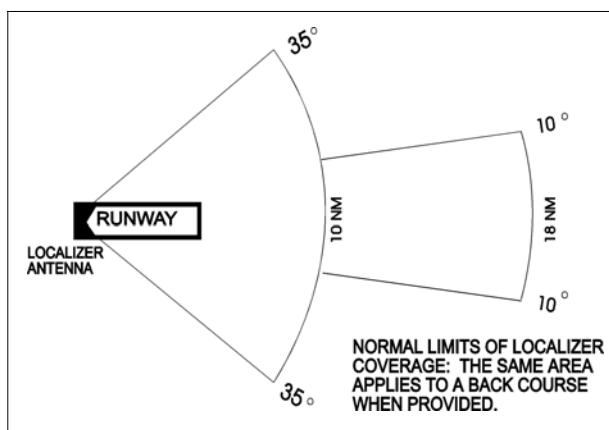 35°
10°
RUNWAY
10 NM
18 NM
LOCALIZER
ANTENNA
10°
35°
NORMAL LIMITS OF LOCALIZER
COVERAGE: THE SAME AREA
APPLIES TO A BACK COURSE
WHEN PROVIDED.